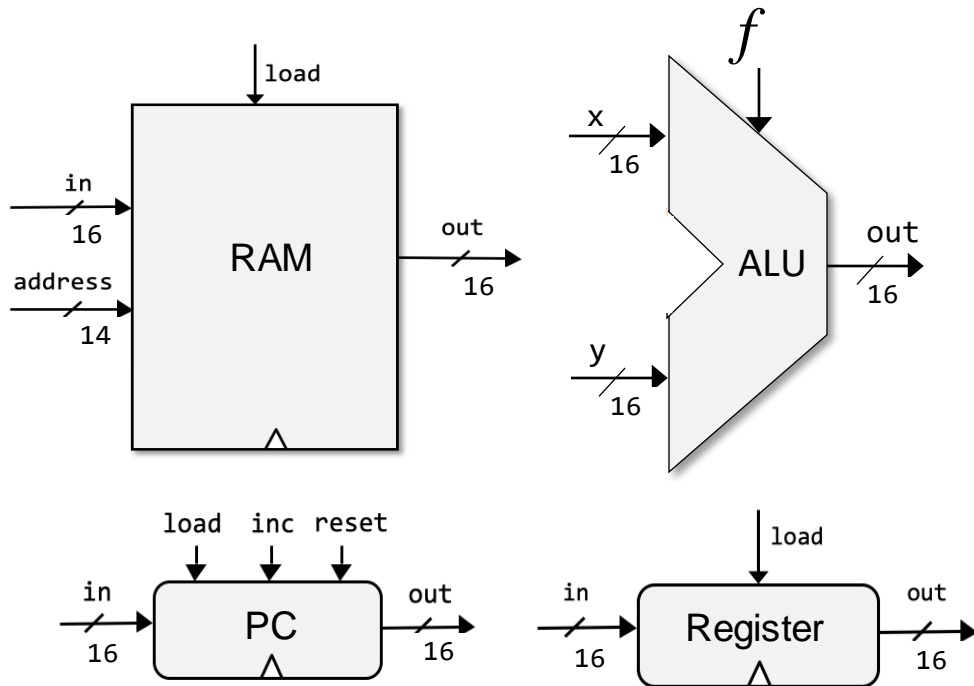 load
in
16
RAM
out
16
address
14
f
x
16
ALU
out
16
y
16
load inc reset
in
16
PC
out
16
load
in
16
Register
out
16